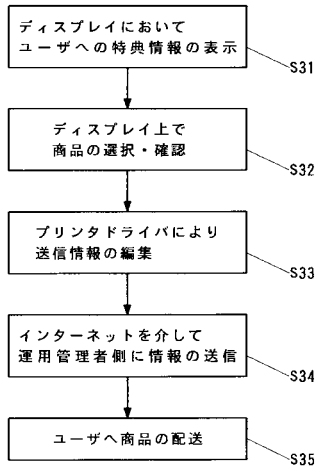 ディスプレイにおいて
ユーザへの特典情報の表示
S31
ディスプレイ上で
商品の選択・確認
S32
プリンタドライバにより
送信情報の編集
S33
インターネットを介して
運用管理者側に情報の送信
S34
ユーザへ商品の配送
S35